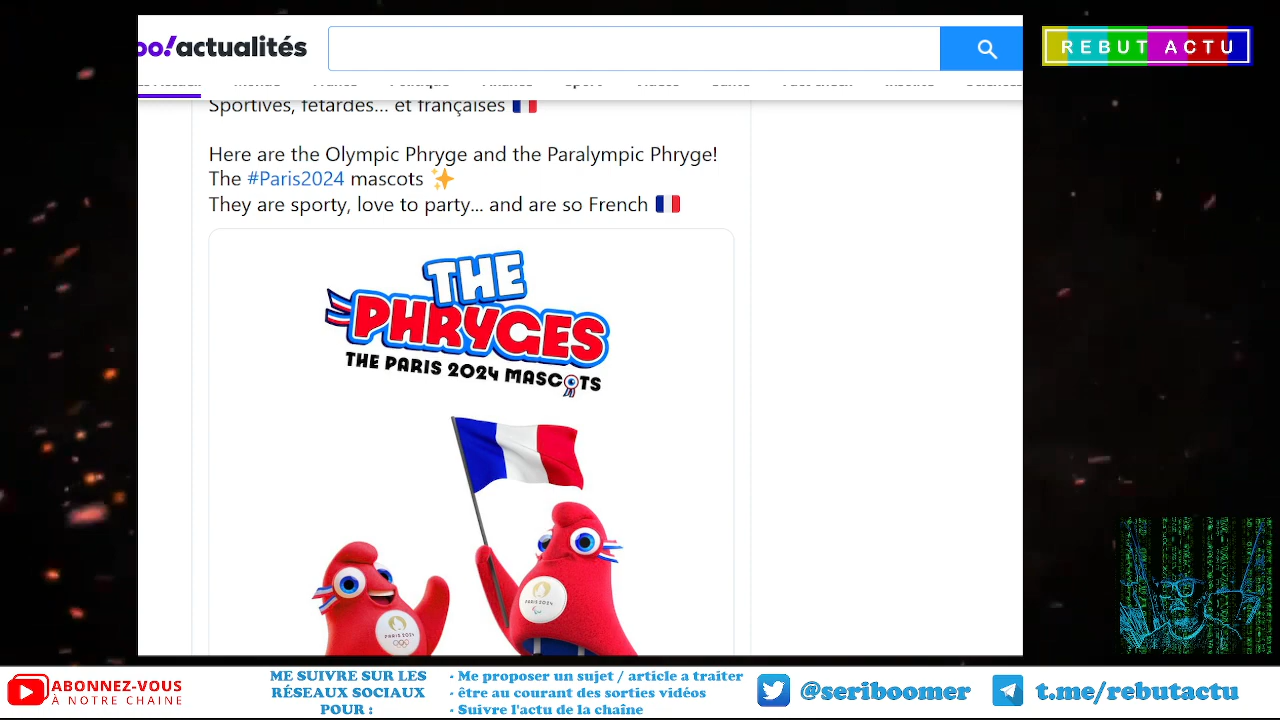 oo!actualités
REBUT ACTU
Sportives, fêtardes... et françaises
Here are the Olympic Phryge and the Paralympic Phryge!
The #Paris2024 mascots
They are sporty, love to party... and are so French
THE
PHRYGES
THE PARIS 2024 MASCOTS
PARIS 2024
PARIS 2024
ABONNEZ-VOUS
À NOTRE CHAINE
ME SUIVRE SUR LES
RÉSEAUX SOCIAUX
POUR :
- Me proposer un sujet / article a traiter
- être au courant des sorties vidéos
- Suivre l'actu de la chaîne
@seriboomer
t.me/rebutactu